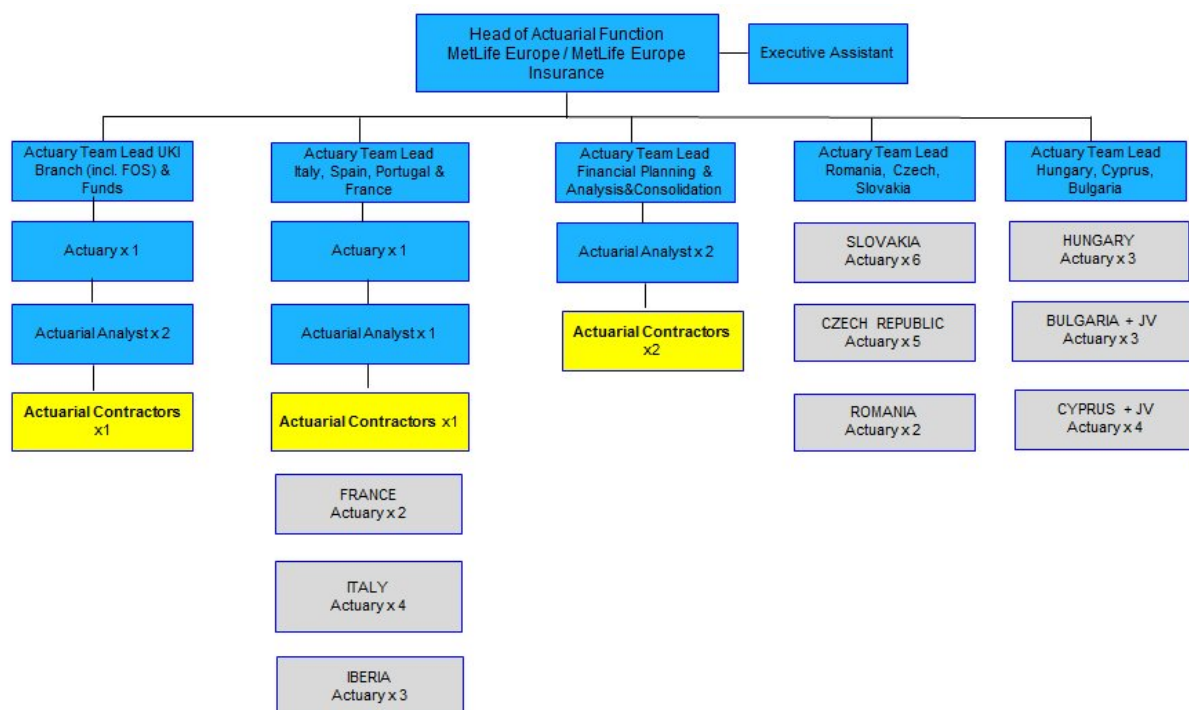 Head of Actuarial Function
MetLife Europe / MetLife Europe
Insurance
Executive Assistant
Actuary Team Lead UKI
Branch (incl. FOS) &
Funds
Actuary x 1
Actuarial Analyst x 2
Actuarial Contractors
x1
Actuary Team Lead
Italy, Spain, Portugal &
France
Actuary x 1
Actuarial Analyst x 1
Actuarial Contractors x1
FRANCE
Actuary x 2
ITALY
Actuary x 4
IBERIA
Actuary x 3
Actuary Team Lead
Financial Planning &
Analysis&Consolidation
Actuarial Analyst x 2
Actuarial Contractors
x2
Actuary Team Lead
Romania, Czech,
Slovakia
SLOVAKIA
Actuary x 6
CZECH REPUBLIC
Actuary x 5
ROMANIA
Actuary x 2
Actuary Team Lead
Hungary, Cyprus,
Bulgaria
HUNGARY
Actuary x 3
BULGARIA + JV
Actuary x 3
CYPRUS + JV
Actuary x 4